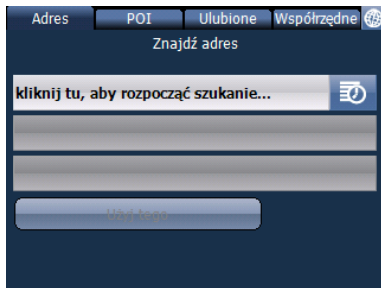 Adres POI Ulubione Współrzędne
Znajdź adres
kliknij tu, aby rozpocząć szukanie...